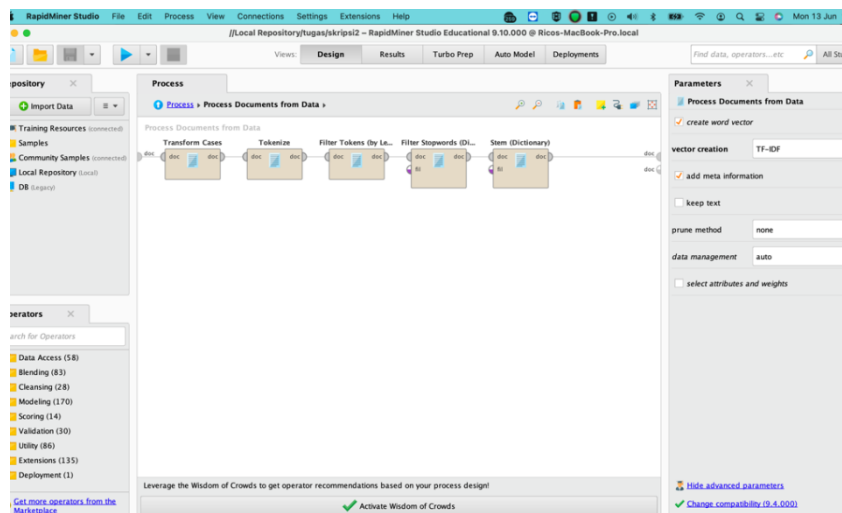 RapidMiner Studio File Edit Process View Connections Settings Extensions Help Mon 13 Jun
//Local Repository/tugas/skripsi2 – RapidMiner Studio Educational 9.10.000 @ Ricos-MacBook-Pro.local
Views: Design Results Turbo Prep Auto Model Deployments Find data, operators...etc All Stu
pository
Import Data
Training Resources (connected)
Samples
Community Samples (connected)
Local Repository (Local)
DB (Legacy)
perators
arch for Operators
Data Access (58)
Blending (83)
Cleansing (28)
Modeling (170)
Scoring (14)
Validation (30)
Utility (86)
Extensions (135)
Deployment (1)
Get more operators from the
Marketplace
Process
Process Process Documents from Data
Process Documents from Data
Transform Cases Tokenize Filter Tokens (by Le... Filter Stopwords (Di... Stem (Dictionary)
doc doc doc doc doc doc doc doc doc doc doc doc
fil fil doc
Leverage the Wisdom of Crowds to get operator recommendations based on your process design!
Activate Wisdom of Crowds
Parameters
Process Documents from Data
create word vector
vector creation TF-IDF
add meta information
keep text
prune method none
data management auto
select attributes and weights
Hide advanced parameters
Change compatibility (9.4.000)